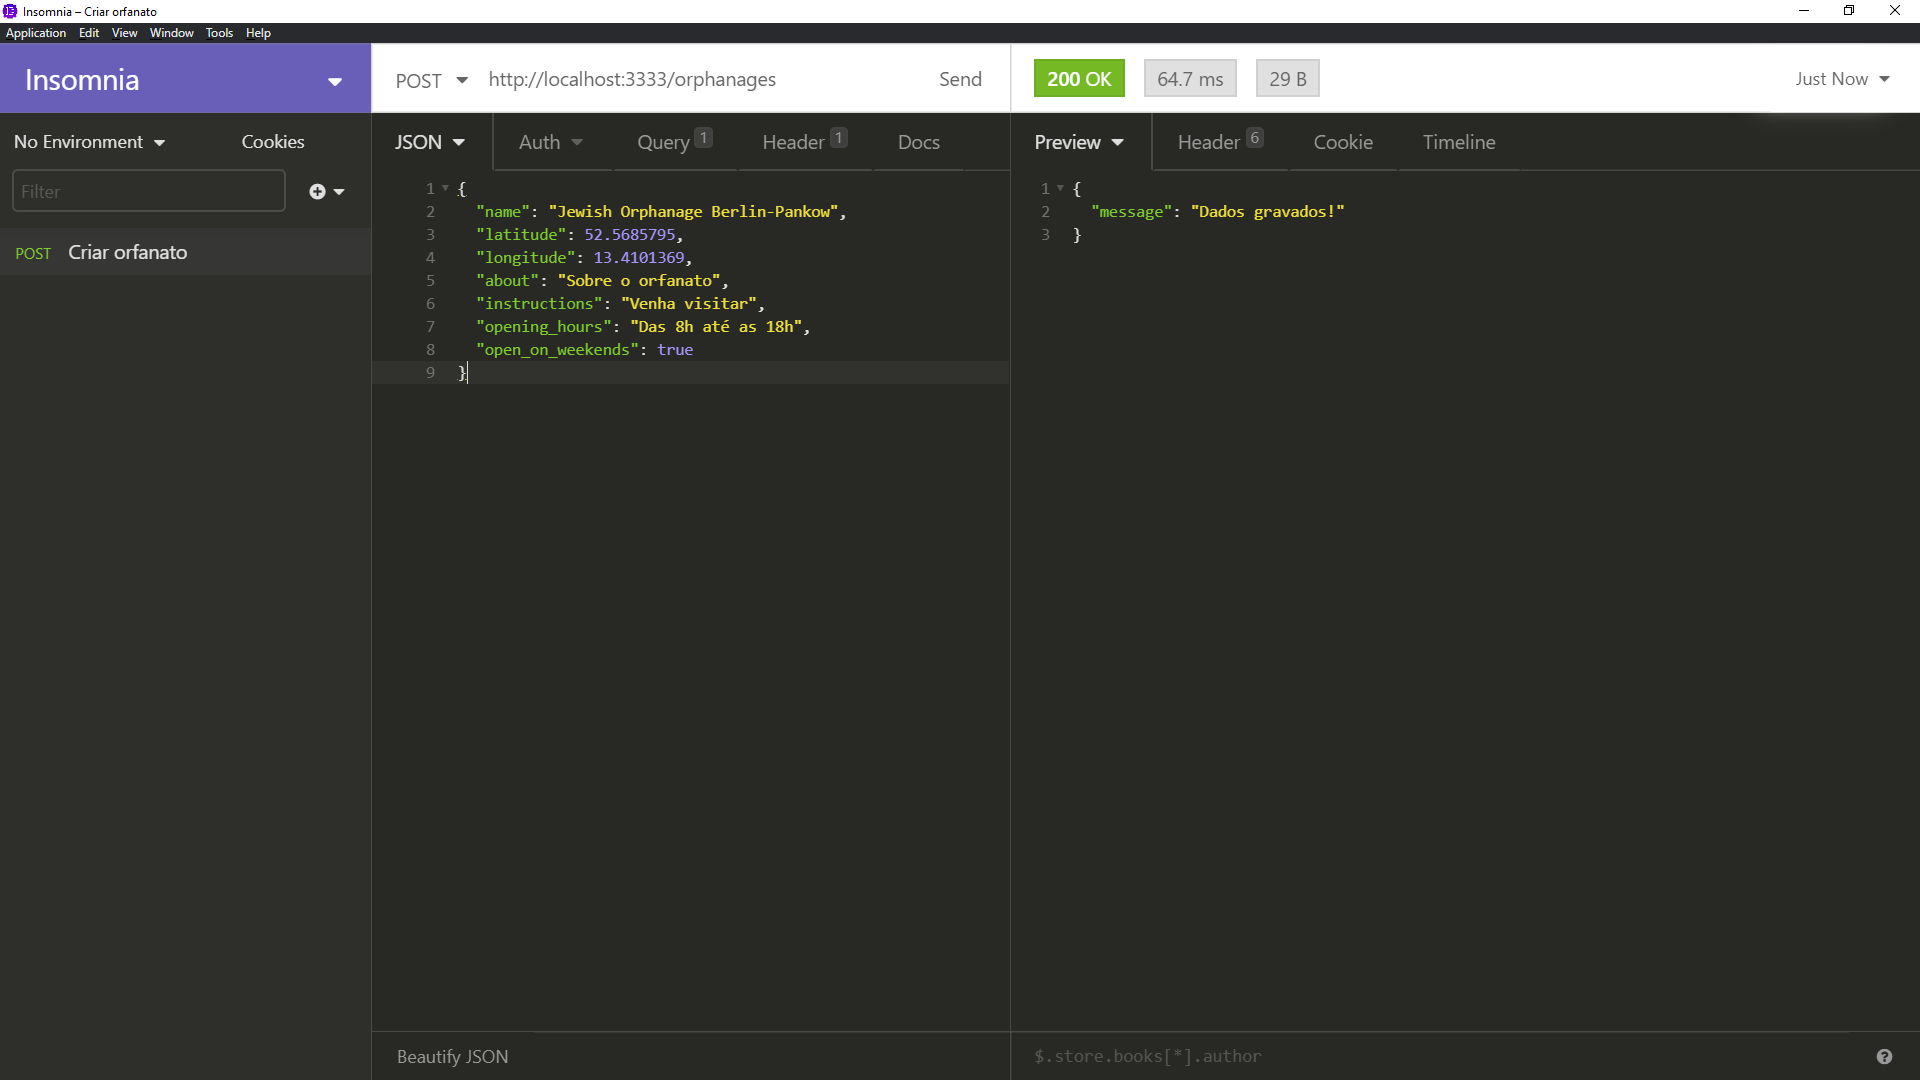 Insomnia – Criar orfanato
Application Edit View Window Tools Help
Insomnia
POST http://localhost:3333/orphanages Send
200 OK 64.7 ms 29 B Just Now
No Environment Cookies
JSON Auth Query 1 Header 1 Docs
Preview Header 6 Cookie Timeline
Filter
POST Criar orfanato
1 {
2 "name": "Jewish Orphanage Berlin-Pankow",
3 "latitude": 52.5685795,
4 "longitude": 13.4101369,
5 "about": "Sobre o orfanato",
6 "instructions": "Venha visitar",
7 "opening_hours": "Das 8h até as 18h",
8 "open_on_weekends": true
9 }
1 {
2 "message": "Dados gravados!"
3 }
Beautify JSON
$.store.books[*].author